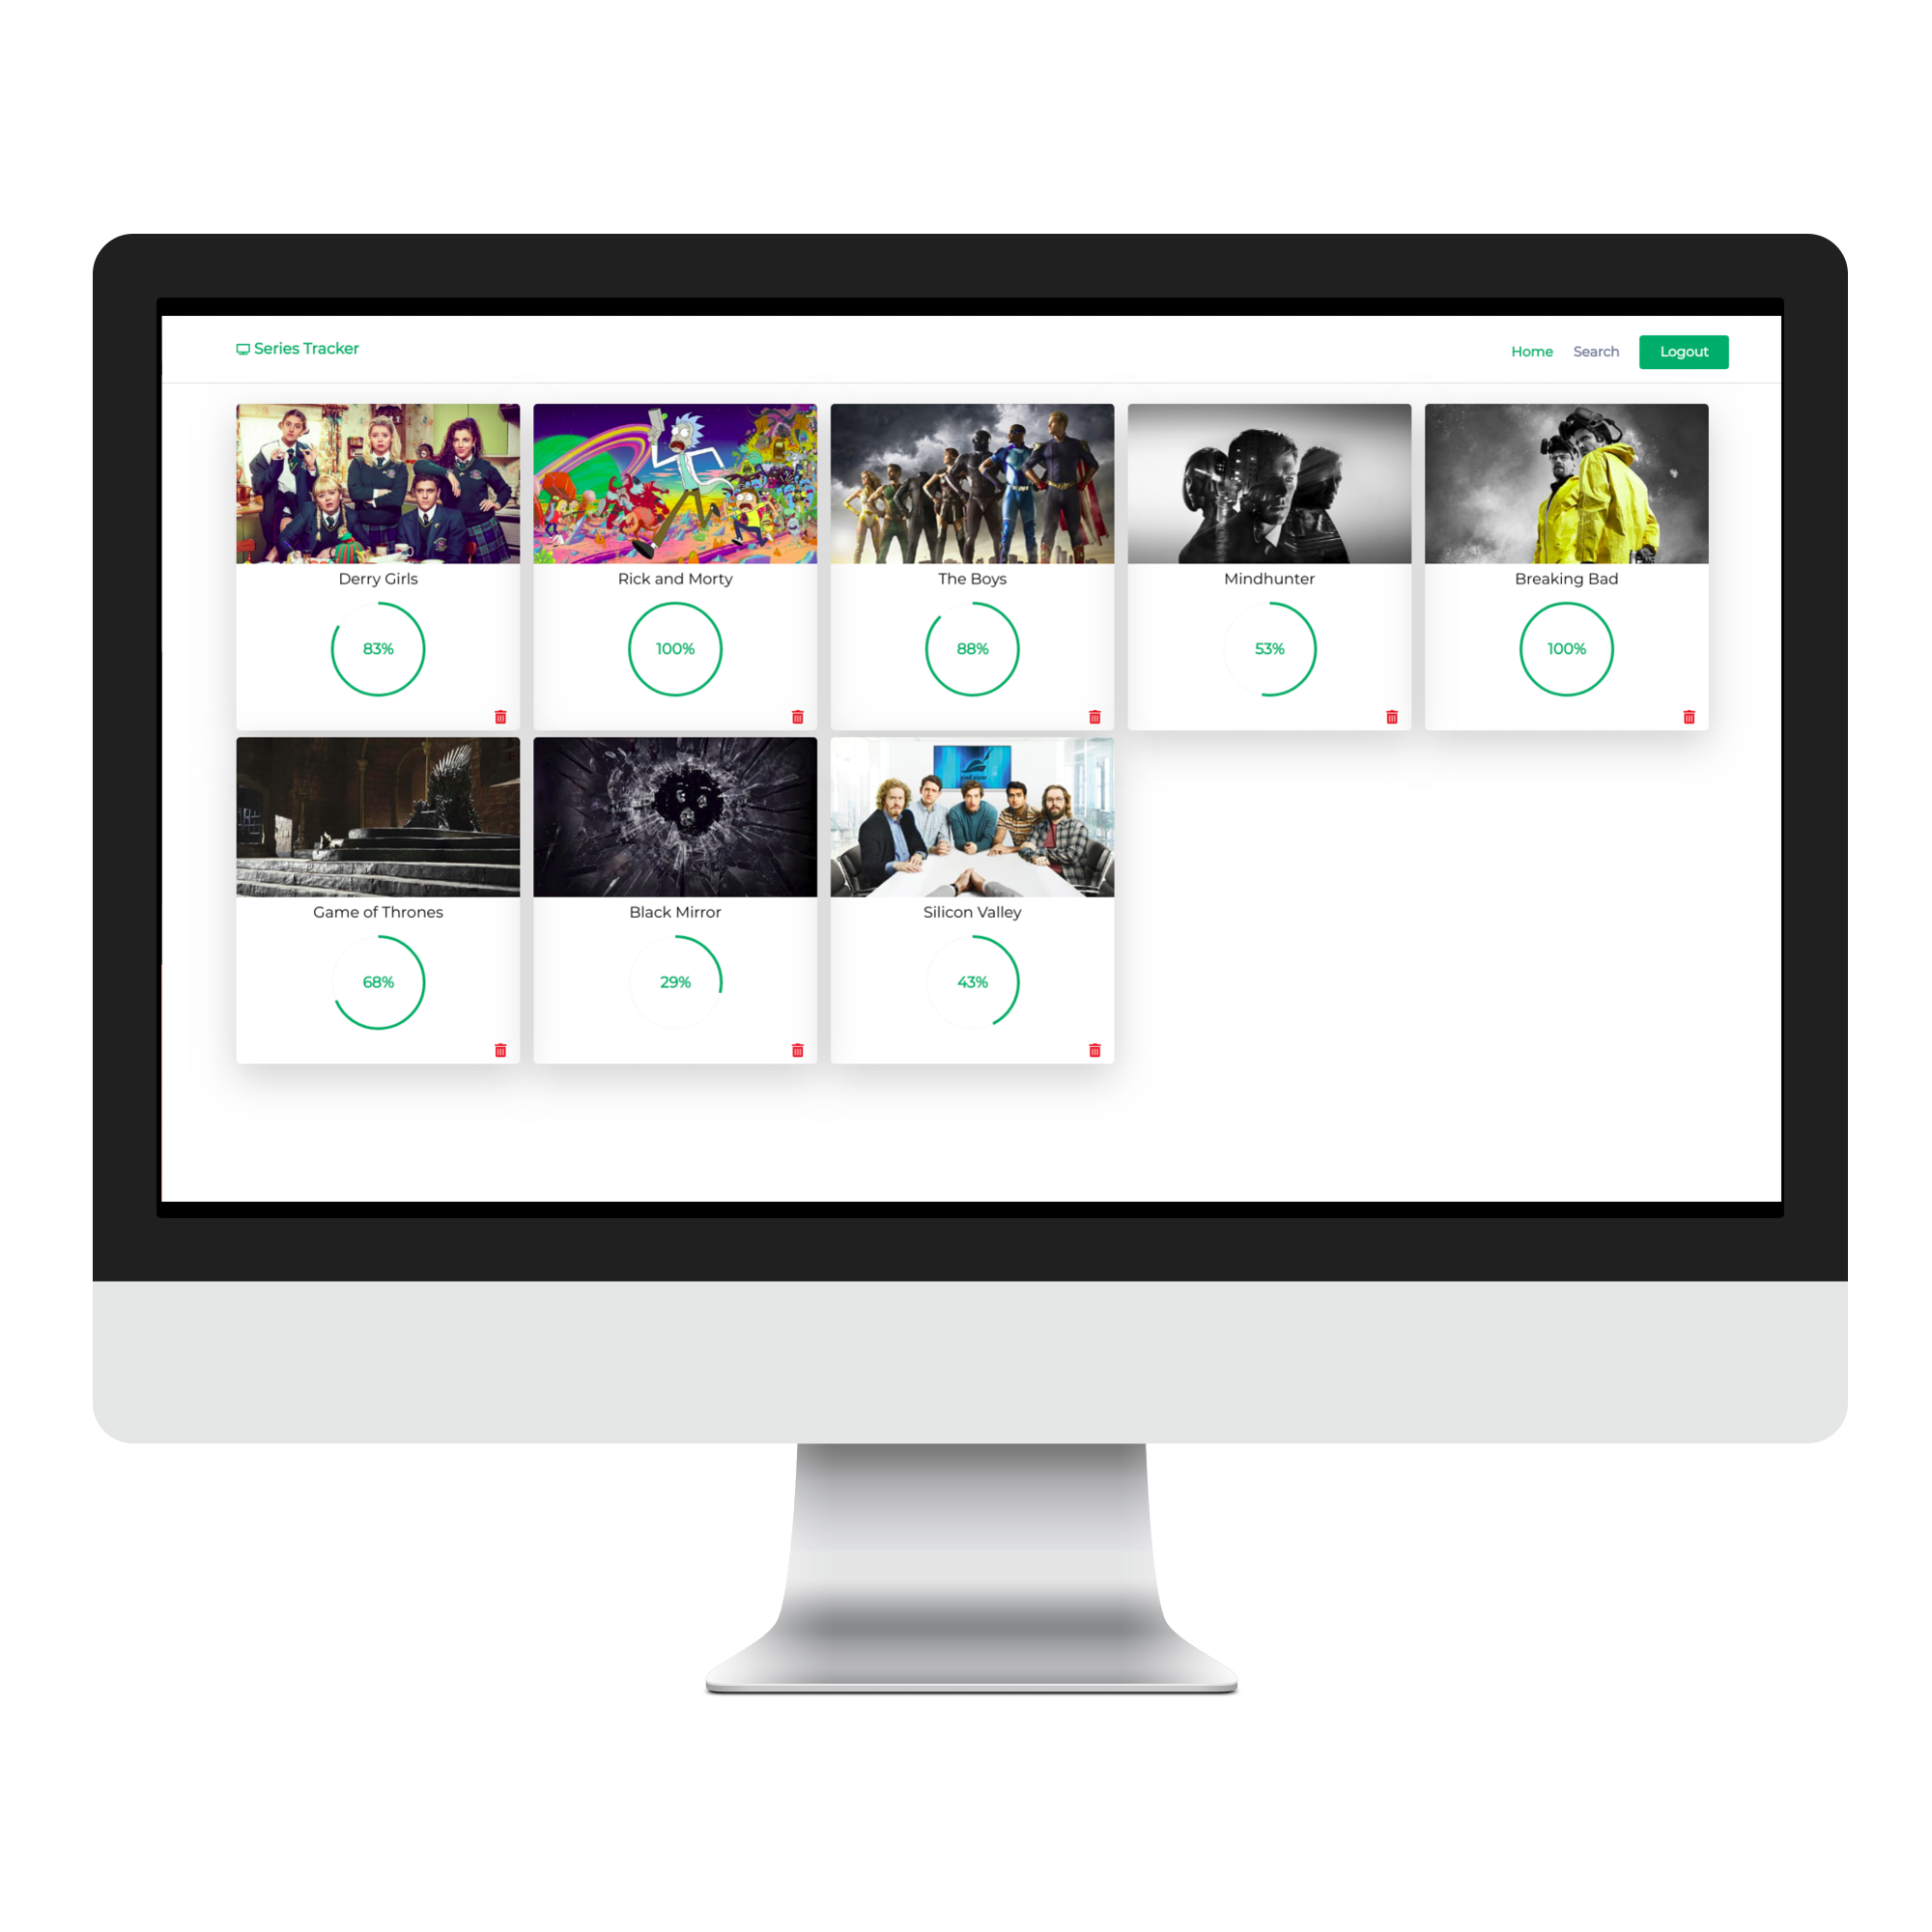 Series Tracker
Home Search Logout
Derry Girls
Rick and Morty
The Boys
Mindhunter
Breaking Bad
83%
100%
88%
53%
100%
Game of Thrones
Black Mirror
Silicon Valley
68%
29%
43%